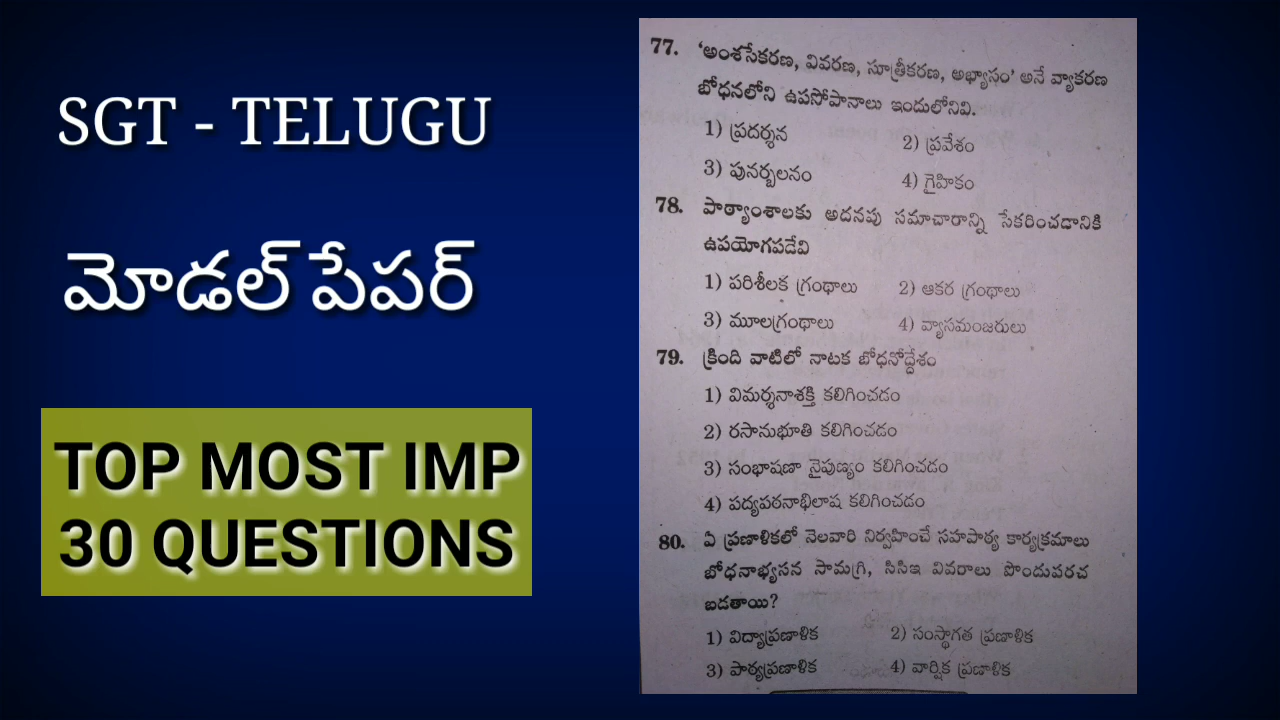 SGT - TELUGU
మోడల్ పేపర్
TOP MOST IMP
30 QUESTIONS
77. 'అంశసేకరణ, వివరణ, సూత్రీకరణ, అభ్యాసం' అనే వ్యాకరణ
బోధనలోని ఉపసోపానాలు ఇందులోనివి.
1) ప్రదర్శన 2) ప్రవేశం
3) పునర్బలనం 4) గైహికం
78. పాఠ్యాంశాలకు అదనపు సమాచారాన్ని సేకరించడానికి
ఉపయోగపడేవి
1) పరిశీలక గ్రంథాలు 2) ఆకర గ్రంథాలు
3) మూలగ్రంథాలు 4) వ్యాసమంజరులు
79. క్రింది వాటిలో నాటక బోధనోద్దేశం
1) విమర్శనాశక్తి కలిగించడం
2) రసానుభూతి కలిగించడం
3) సంభాషణా నైపుణ్యం కలిగించడం
4) పద్యపఠనాభిలాష కలిగించడం
80. ఏ ప్రణాళికలో నెలవారి నిర్వహించే సహపాఠ్య కార్యక్రమాలు
బోధనాభ్యసన సామగ్రి, సిసిఇ వివరాలు పొందుపరచ
బడతాయి?
1) విద్యాప్రణాళిక 2) సంస్థాగత ప్రణాళిక
3) పాఠ్యప్రణాళిక 4) వార్షిక ప్రణాళిక